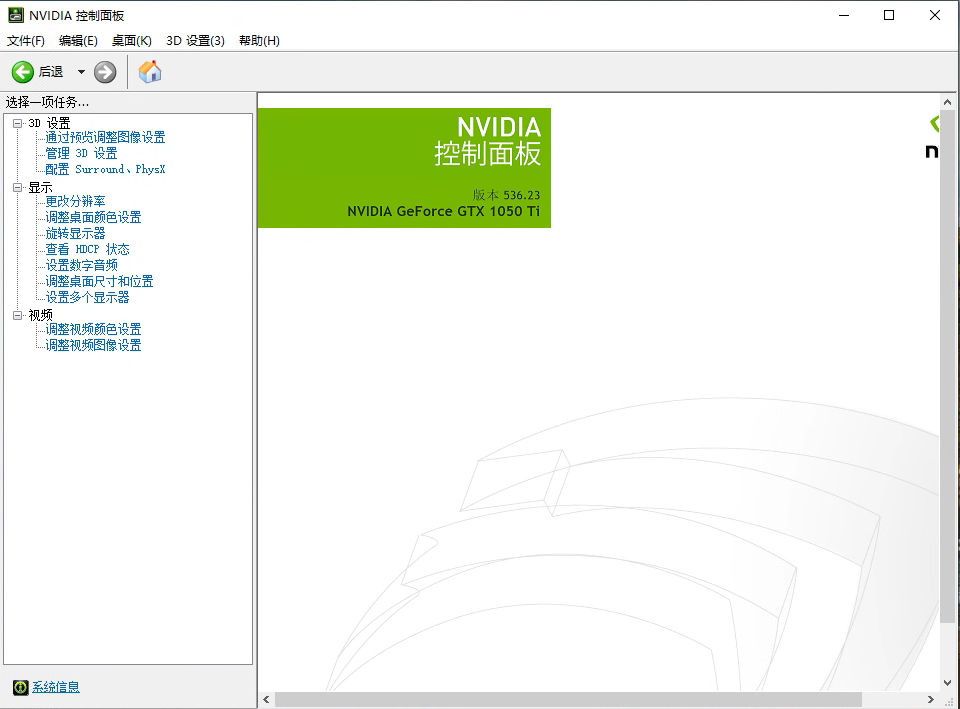 NVIDIA 控制面板
文件(F) 编辑(E) 桌面(K) 3D 设置(3) 帮助(H)
后退
选择一项任务...
3D 设置
通过预览调整图像设置
管理 3D 设置
配置 Surround、PhysX
显示
更改分辨率
调整桌面颜色设置
旋转显示器
查看 HDCP 状态
设置数字音频
调整桌面尺寸和位置
设置多个显示器
视频
调整视频颜色设置
调整视频图像设置
系统信息
NVIDIA
控制面板
版本 536.23
NVIDIA GeForce GTX 1050 Ti
n